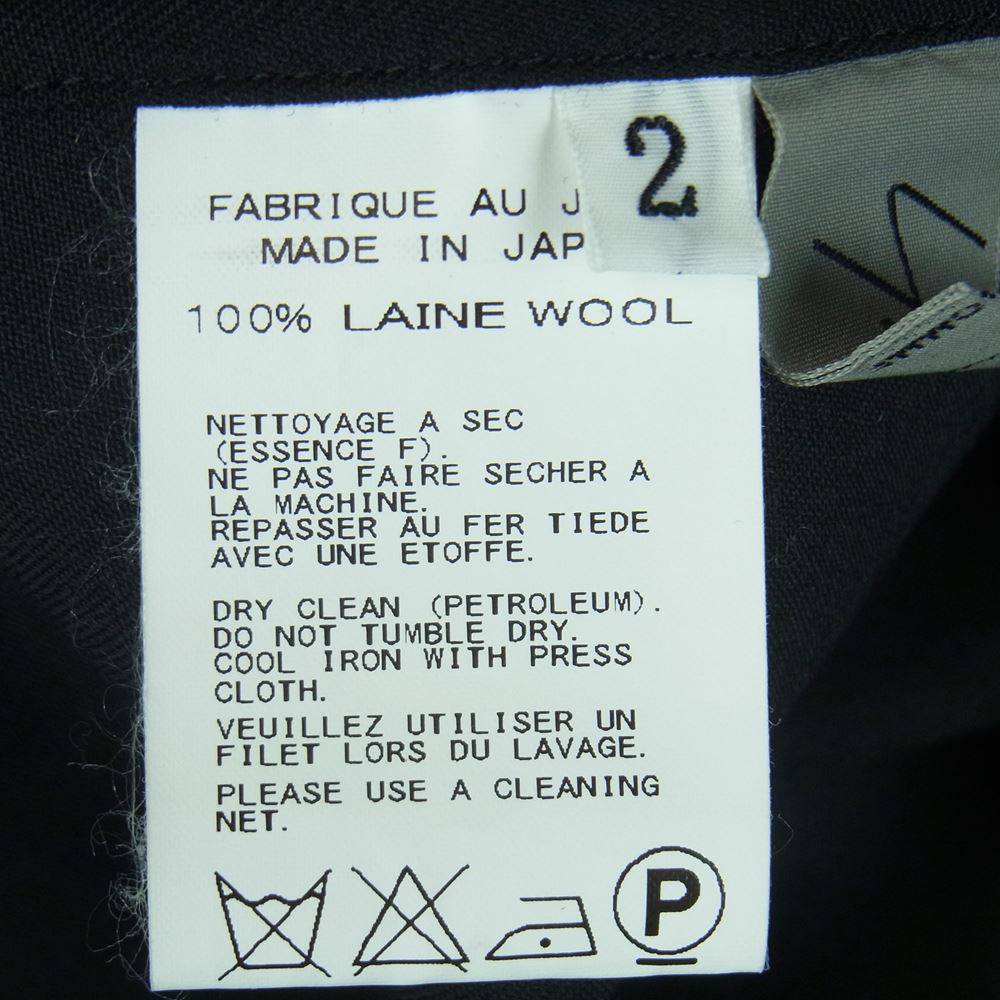 2
FABRIQUE AU J
MADE IN JAP
100% LAINE WOOL
NETTOYAGE A SEC
(ESSENCE F).
NE PAS FAIRE SECHER A
LA MACHINE.
REPASSER AU FER TIEDE
AVEC UNE ETOFFE.
DRY CLEAN (PETROLEUM).
DO NOT TUMBLE DRY.
COOL IRON WITH PRESS
CLOTH.
VEUILLEZ UTILISER UN
FILET LORS DU LAVAGE.
PLEASE USE A CLEANING
NET.
P